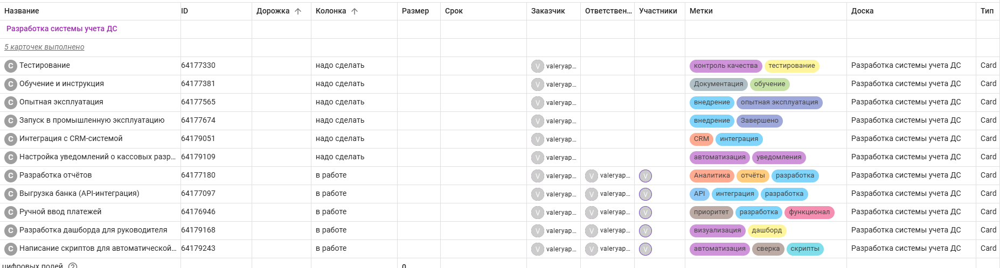 Название ID Дорожка Колонка Размер Срок Заказчик Ответствен... Участники Метки Доска Тип
Разработка системы учета ДС
5 карточек выполнено
C Тестирование 64177330 надо сделать V valeryap... контроль качества тестирование Разработка системы учета ДС Card
C Обучение и инструкция 64177381 надо сделать V valeryap... Документация обучение Разработка системы учета ДС Card
C Опытная эксплуатация 64177565 надо сделать V valeryap... внедрение опытная эксплуатация Разработка системы учета ДС Card
C Запуск в промышленную эксплуатацию 64177674 надо сделать V valeryap... внедрение Завершено Разработка системы учета ДС Card
C Интеграция с CRM-системой 64179051 надо сделать V valeryap... CRM интеграция Разработка системы учета ДС Card
C Настройка уведомлений о кассовых разр... 64179109 надо сделать V valeryap... автоматизация уведомления Разработка системы учета ДС Card
C Разработка отчётов 64177180 в работе V valeryap... V valeryap... V Аналитика отчёты разработка Разработка системы учета ДС Card
C Выгрузка банка (API-интеграция) 64177097 в работе V valeryap... V valeryap... V API интеграция разработка Разработка системы учета ДС Card
C Ручной ввод платежей 64176946 в работе V valeryap... V valeryap... V приоритет разработка функционал Разработка системы учета ДС Card
C Разработка дашборда для руководителя 64179168 в работе V valeryap... V valeryap... V визуализация дашборд Разработка системы учета ДС Card
C Написание скриптов для автоматической... 64179243 в работе V valeryap... V valeryap... V автоматизация сверка скрипты Разработка системы учета ДС Card
цифровых полей ? 0